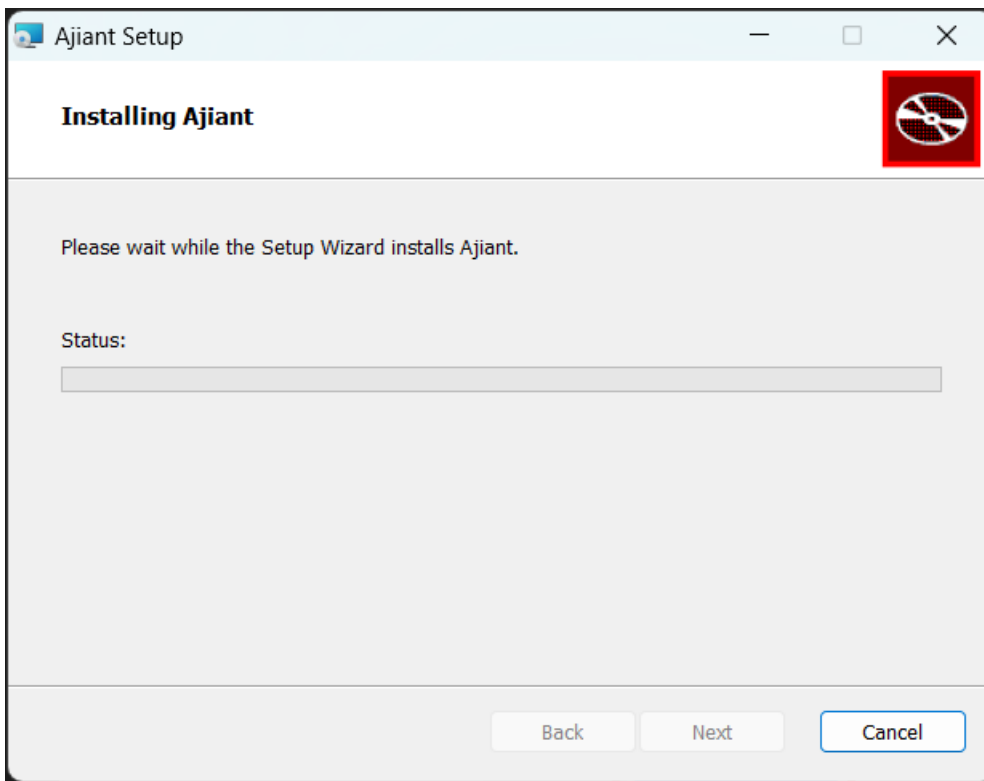 Ajiant Setup
Installing Ajiant
Please wait while the Setup Wizard installs Ajiant.
Status:
Back Next Cancel